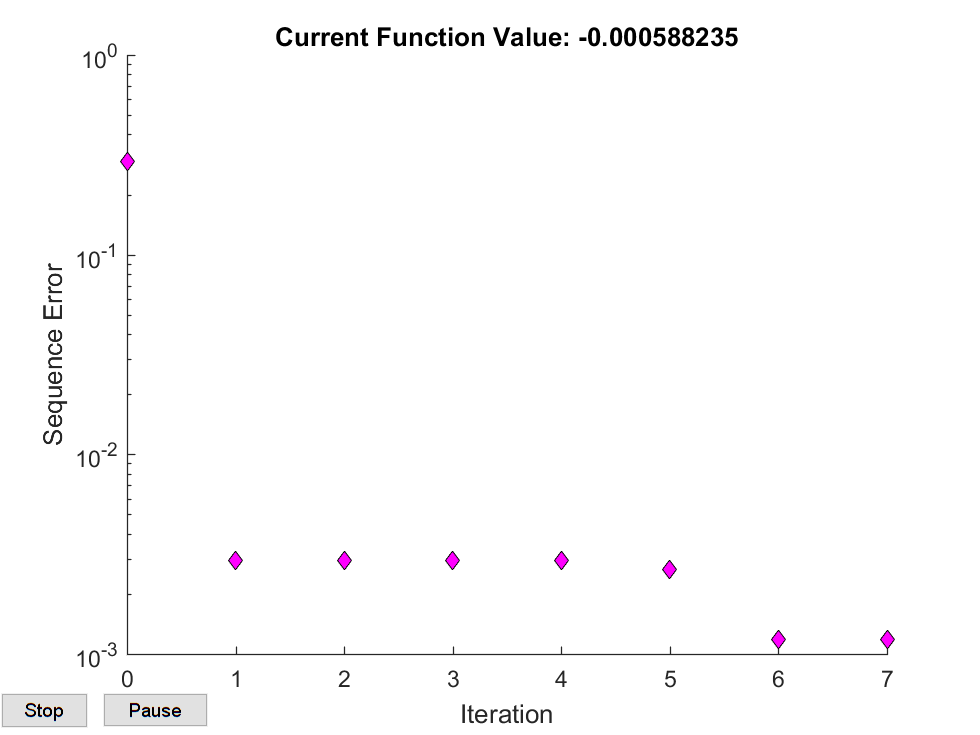 Current Function Value: -0.000588235
10^0
10^-1
10^-2
10^-3
Sequence Error
0 1 2 3 4 5 6 7
Iteration
Stop Pause